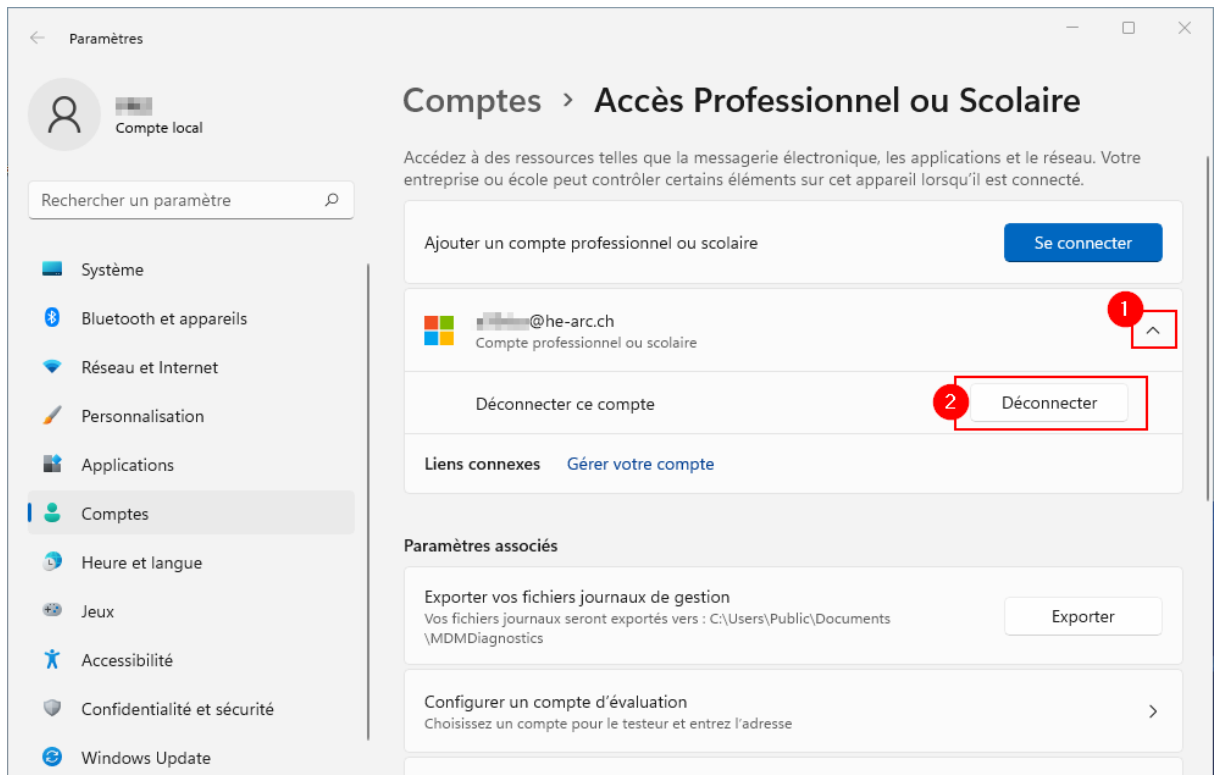 Paramètres
Compte local
Rechercher un paramètre
Système
Bluetooth et appareils
Réseau et Internet
Personnalisation
Applications
Comptes
Heure et langue
Jeux
Accessibilité
Confidentialité et sécurité
Windows Update
Comptes > Accès Professionnel ou Scolaire
Accédez à des ressources telles que la messagerie électronique, les applications et le réseau. Votre
entreprise ou école peut contrôler certains éléments sur cet appareil lorsqu'il est connecté.
Ajouter un compte professionnel ou scolaire
Se connecter
@he-arc.ch
Compte professionnel ou scolaire
1
Déconnecter ce compte
2
Déconnecter
Liens connexes Gérer votre compte
Paramètres associés
Exporter vos fichiers journaux de gestion
Vos fichiers journaux seront exportés vers : C:\Users\Public\Documents
\MDMDiagnostics
Exporter
Configurer un compte d'évaluation
Choisissez un compte pour le testeur et entrez l'adresse